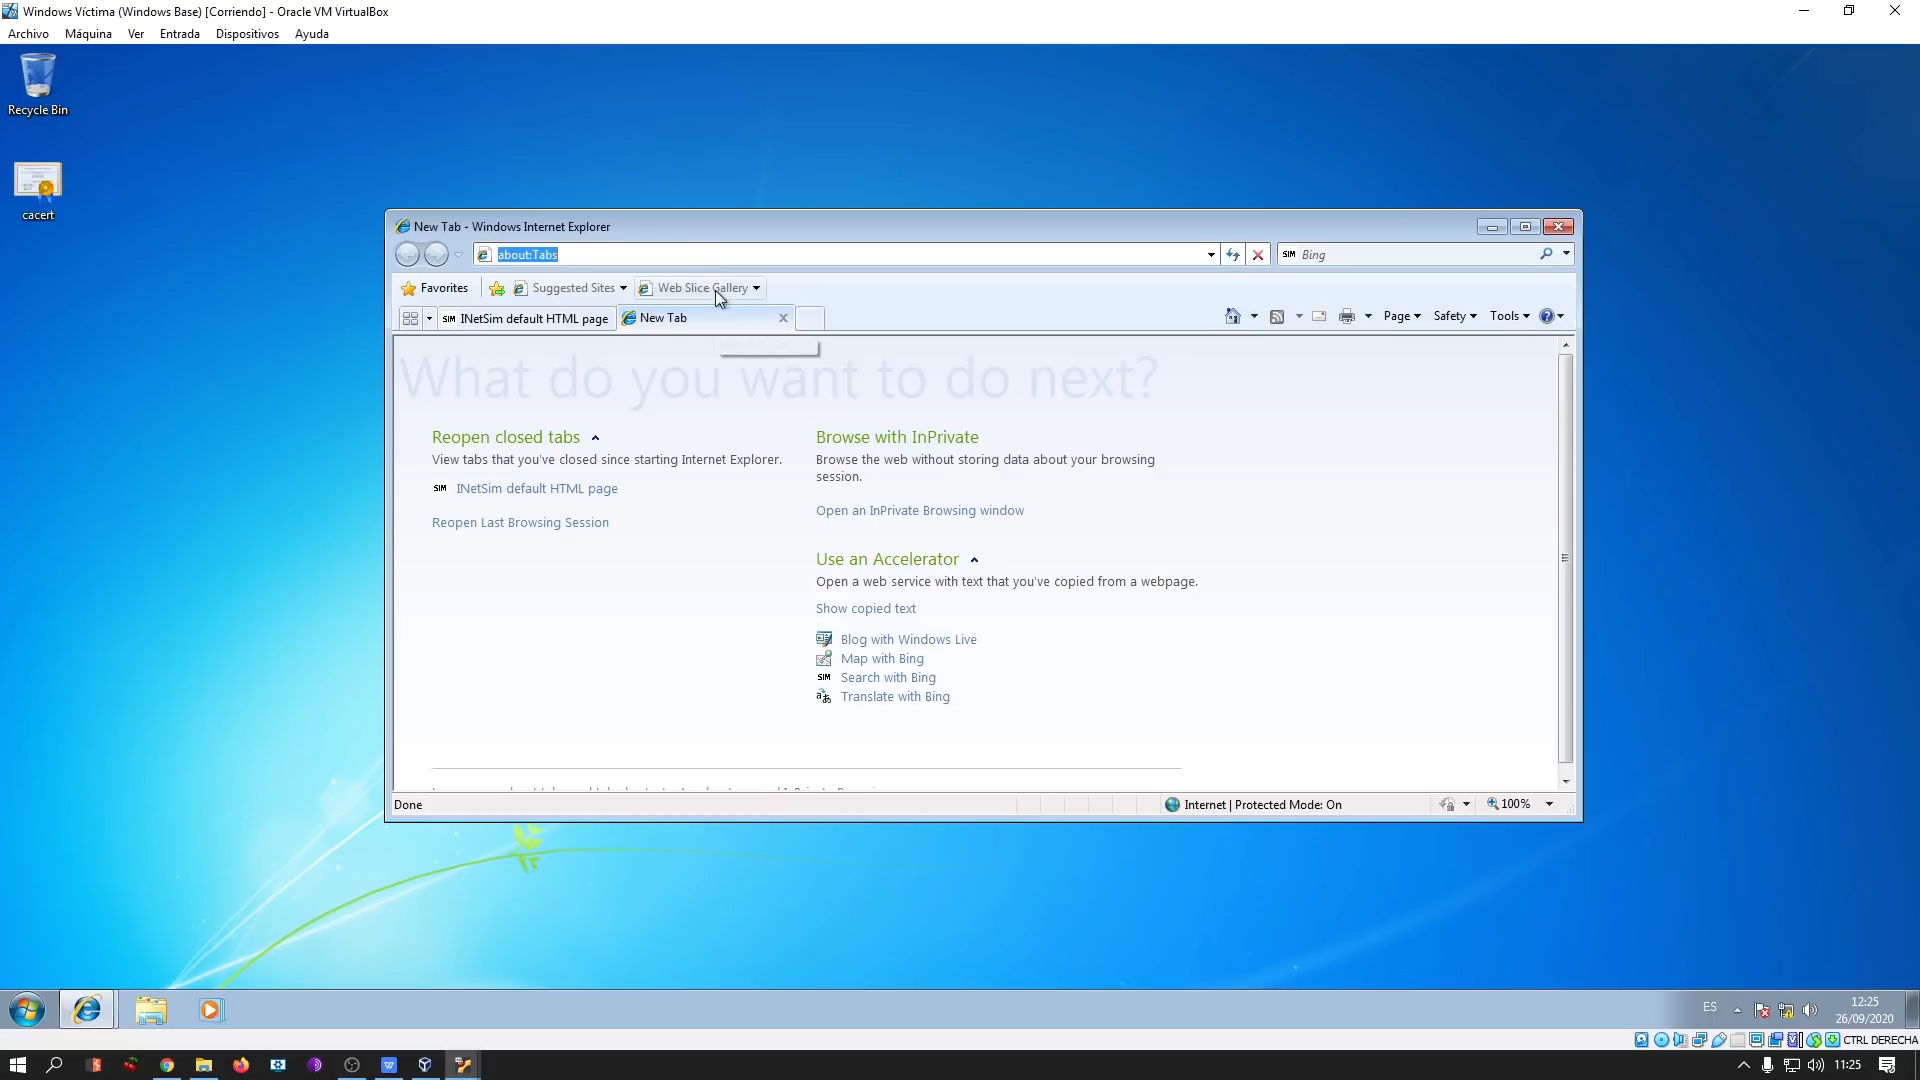 Windows Víctima (Windows Base) [Corriendo] - Oracle VM VirtualBox
Archivo Máquina Ver Entrada Dispositivos Ayuda
Recycle Bin
cacert
New Tab - Windows Internet Explorer
about:Tabs
SIM Bing
Favorites Suggested Sites Web Slice Gallery
SIM INetSim default HTML page New Tab
Page Safety Tools
What do you want to do next?
Reopen closed tabs
View tabs that you've closed since starting Internet Explorer.
SIM INetSim default HTML page
Reopen Last Browsing Session
Browse with InPrivate
Browse the web without storing data about your browsing
session.
Open an InPrivate Browsing window
Use an Accelerator
Open a web service with text that you've copied from a webpage.
Show copied text
Blog with Windows Live
Map with Bing
SIM Search with Bing
Translate with Bing
Done
Internet | Protected Mode: On
100%
ES
12:25
26/09/2020
CTRL DERECHA
11:25